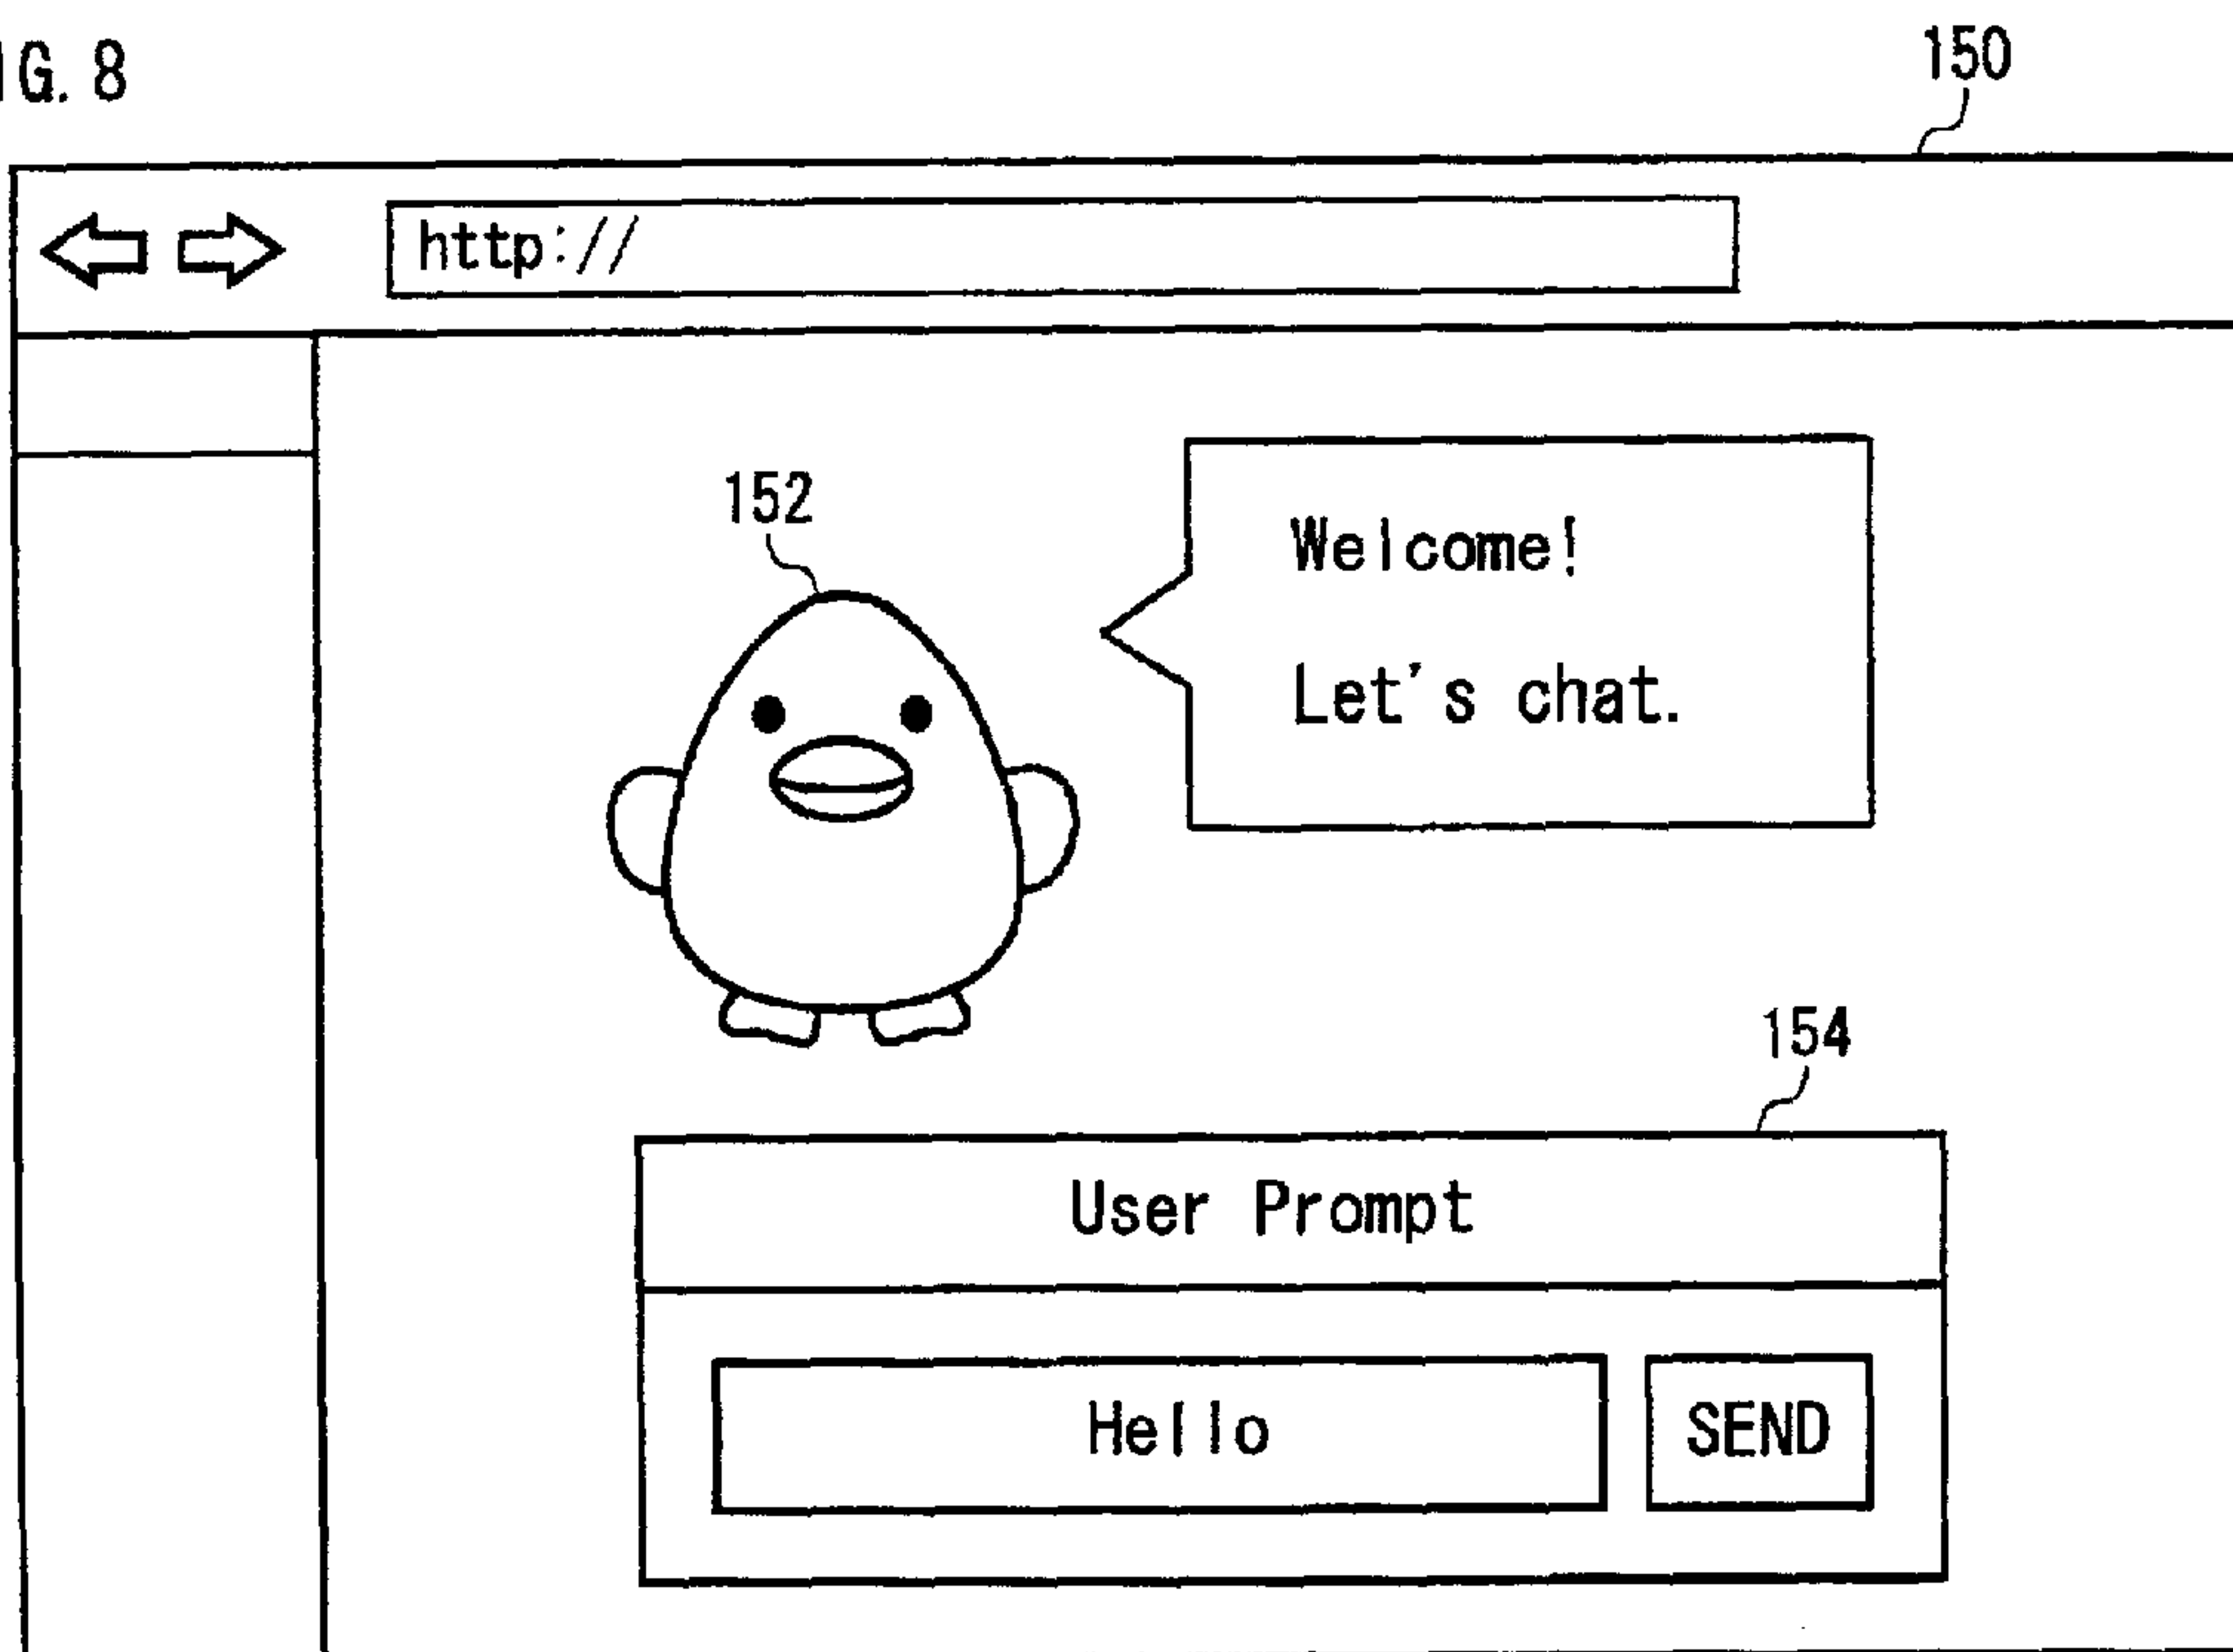 IG. 8
150
http://
152
Welcome!
Let's chat.
154
User Prompt
Hello
SEND